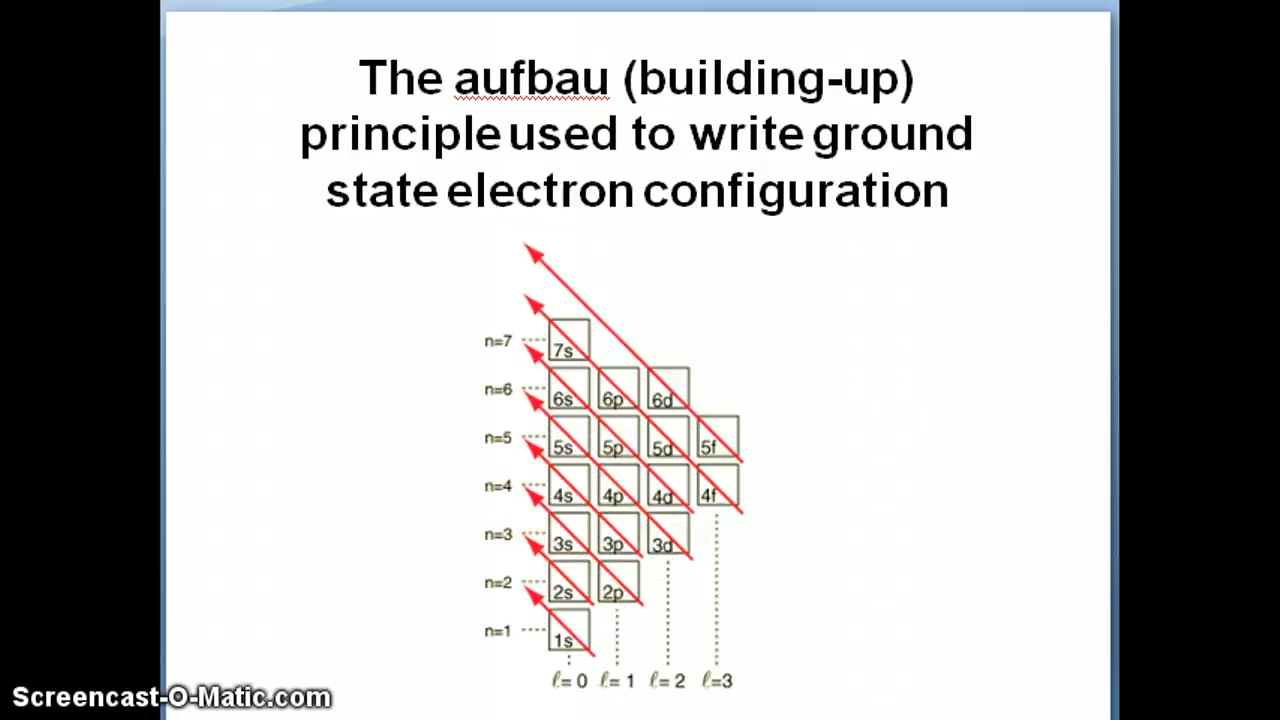 The aufbau (building-up)
principle used to write ground
state electron configuration
n=7 7s
n=6 6s 6p 6d
n=5 5s 5p 5d 5f
n=4 4s 4p 4d 4f
n=3 3s 3p 3d
n=2 2s 2p
n=1 1s
ℓ= 0 ℓ= 1 ℓ= 2 ℓ=3
Screencast-O-Matic.com